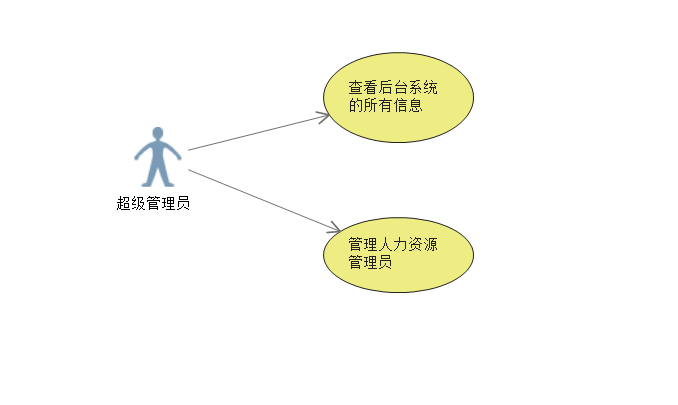 查看后台系统
的所有信息
超级管理员
管理人力资源
管理员